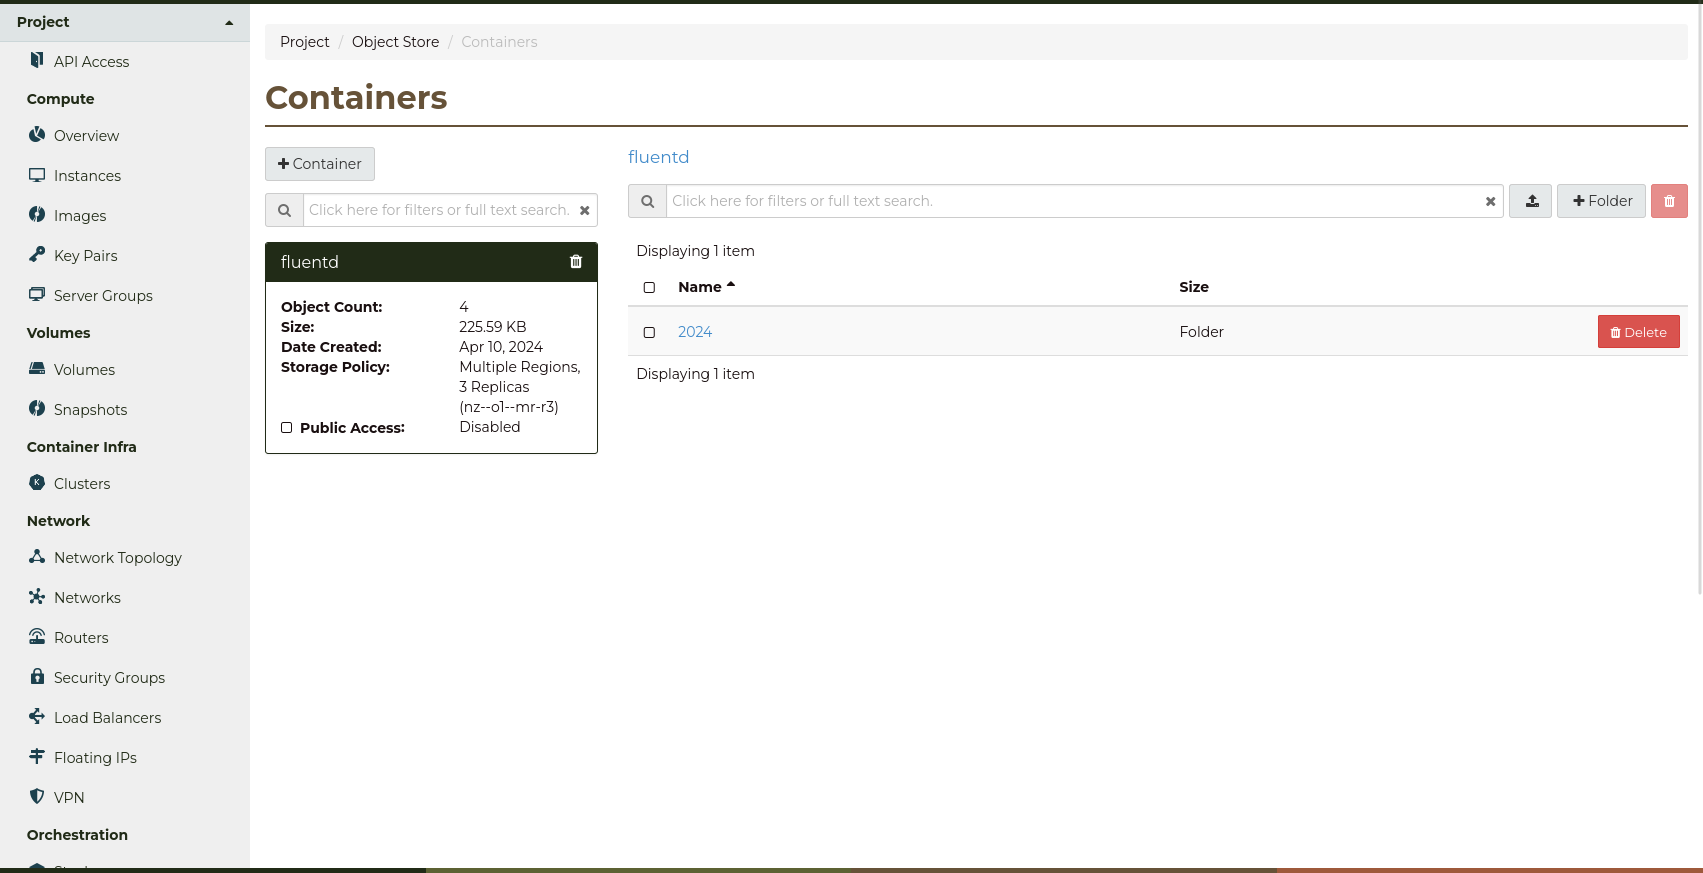 Project
API Access
Compute
Overview
Instances
Images
Key Pairs
Server Groups
Volumes
Volumes
Snapshots
Container Infra
Clusters
Network
Network Topology
Networks
Routers
Security Groups
Load Balancers
Floating IPs
VPN
Orchestration
Project / Object Store / Containers
Containers
Container
Click here for filters or full text search.
fluentd
Object Count: 4
Size: 225.59 KB
Date Created: Apr 10, 2024
Storage Policy: Multiple Regions,
3 Replicas
(nz--o1--mr-r3)
Public Access: Disabled
fluentd
Click here for filters or full text search.
Folder
Displaying 1 item
Name Size
2024 Folder Delete
Displaying 1 item